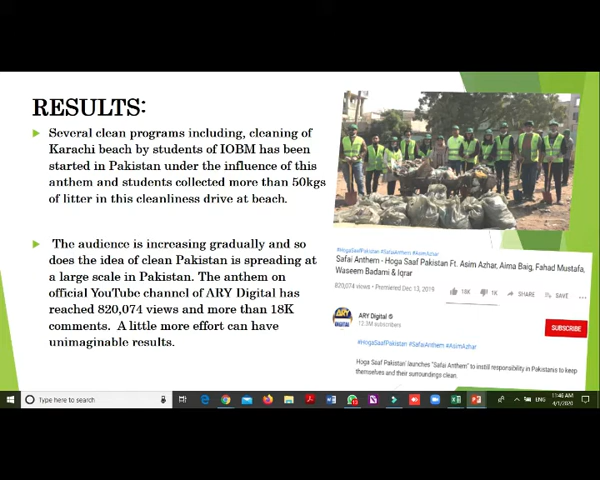 RESULTS:
Several clean programs including, cleaning of
Karachi beach by students of IOBM has been
started in Pakistan under the influence of this
anthem and students collected more than 50kgs
of litter in this cleanliness drive at beach.
The audience is increasing gradually and so
does the idea of clean Pakistan is spreading at
a large scale in Pakistan. The anthem on
official YouTube channel of ARY Digital has
reached 820,074 views and more than 18K
comments. A little more effort can have
unimaginable results.
#HogaSaafPakistan #SafaiAnthem #AsimAzhar
Safai Anthem - Hoga Saaf Pakistan Ft. Asim Azhar, Aima Baig, Fahad Mustafa,
Waseem Badami & Iqrar
820,074 views • Premiered Dec 13, 2019
18K 1K SHARE SAVE
ARY Digital
12.3M subscribers
SUBSCRIBE
#HogaSaafPakistan #SafaiAnthem #AsimAzhar
Hoga Saaf Pakistan' launches "Safai Anthem" to instill responsibility in Pakistanis to keep
themselves and their surroundings clean.
Type here to search
ENG
11:46 AM
4/1/2020